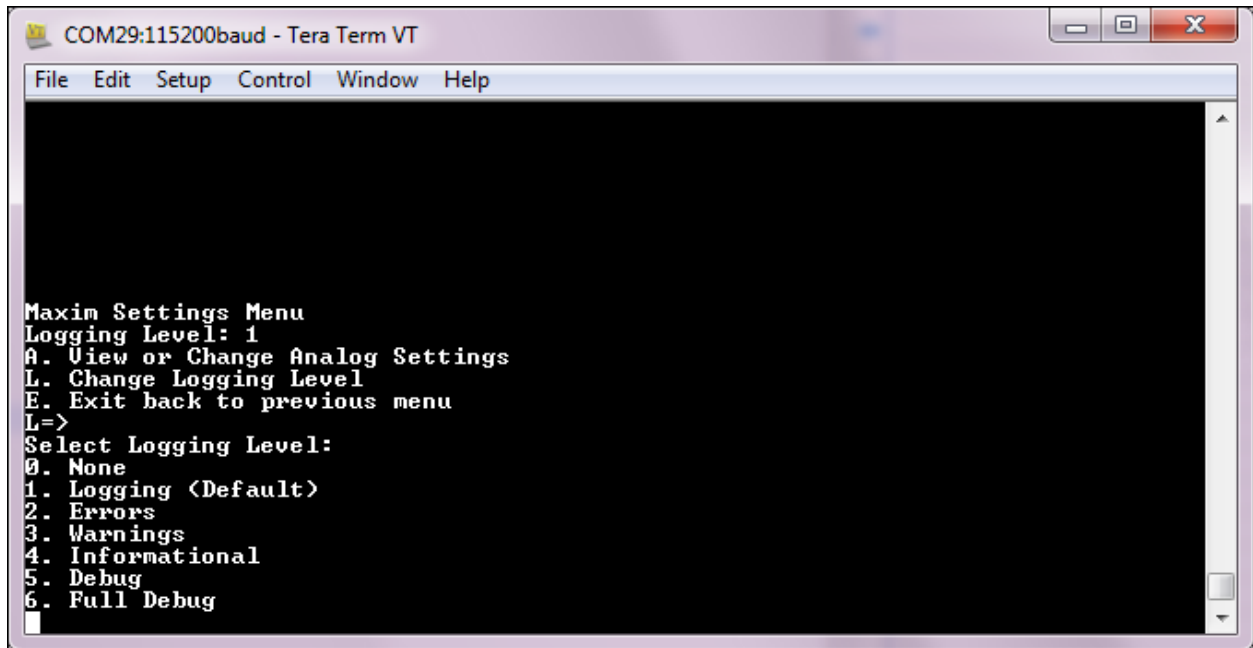 COM29:115200baud - Tera Term VT
File Edit Setup Control Window Help
Maxim Settings Menu
Logging Level: 1
A. View or Change Analog Settings
L. Change Logging Level
E. Exit back to previous menu
L=>
Select Logging Level:
0. None
1. Logging (Default)
2. Errors
3. Warnings
4. Informational
5. Debug
6. Full Debug